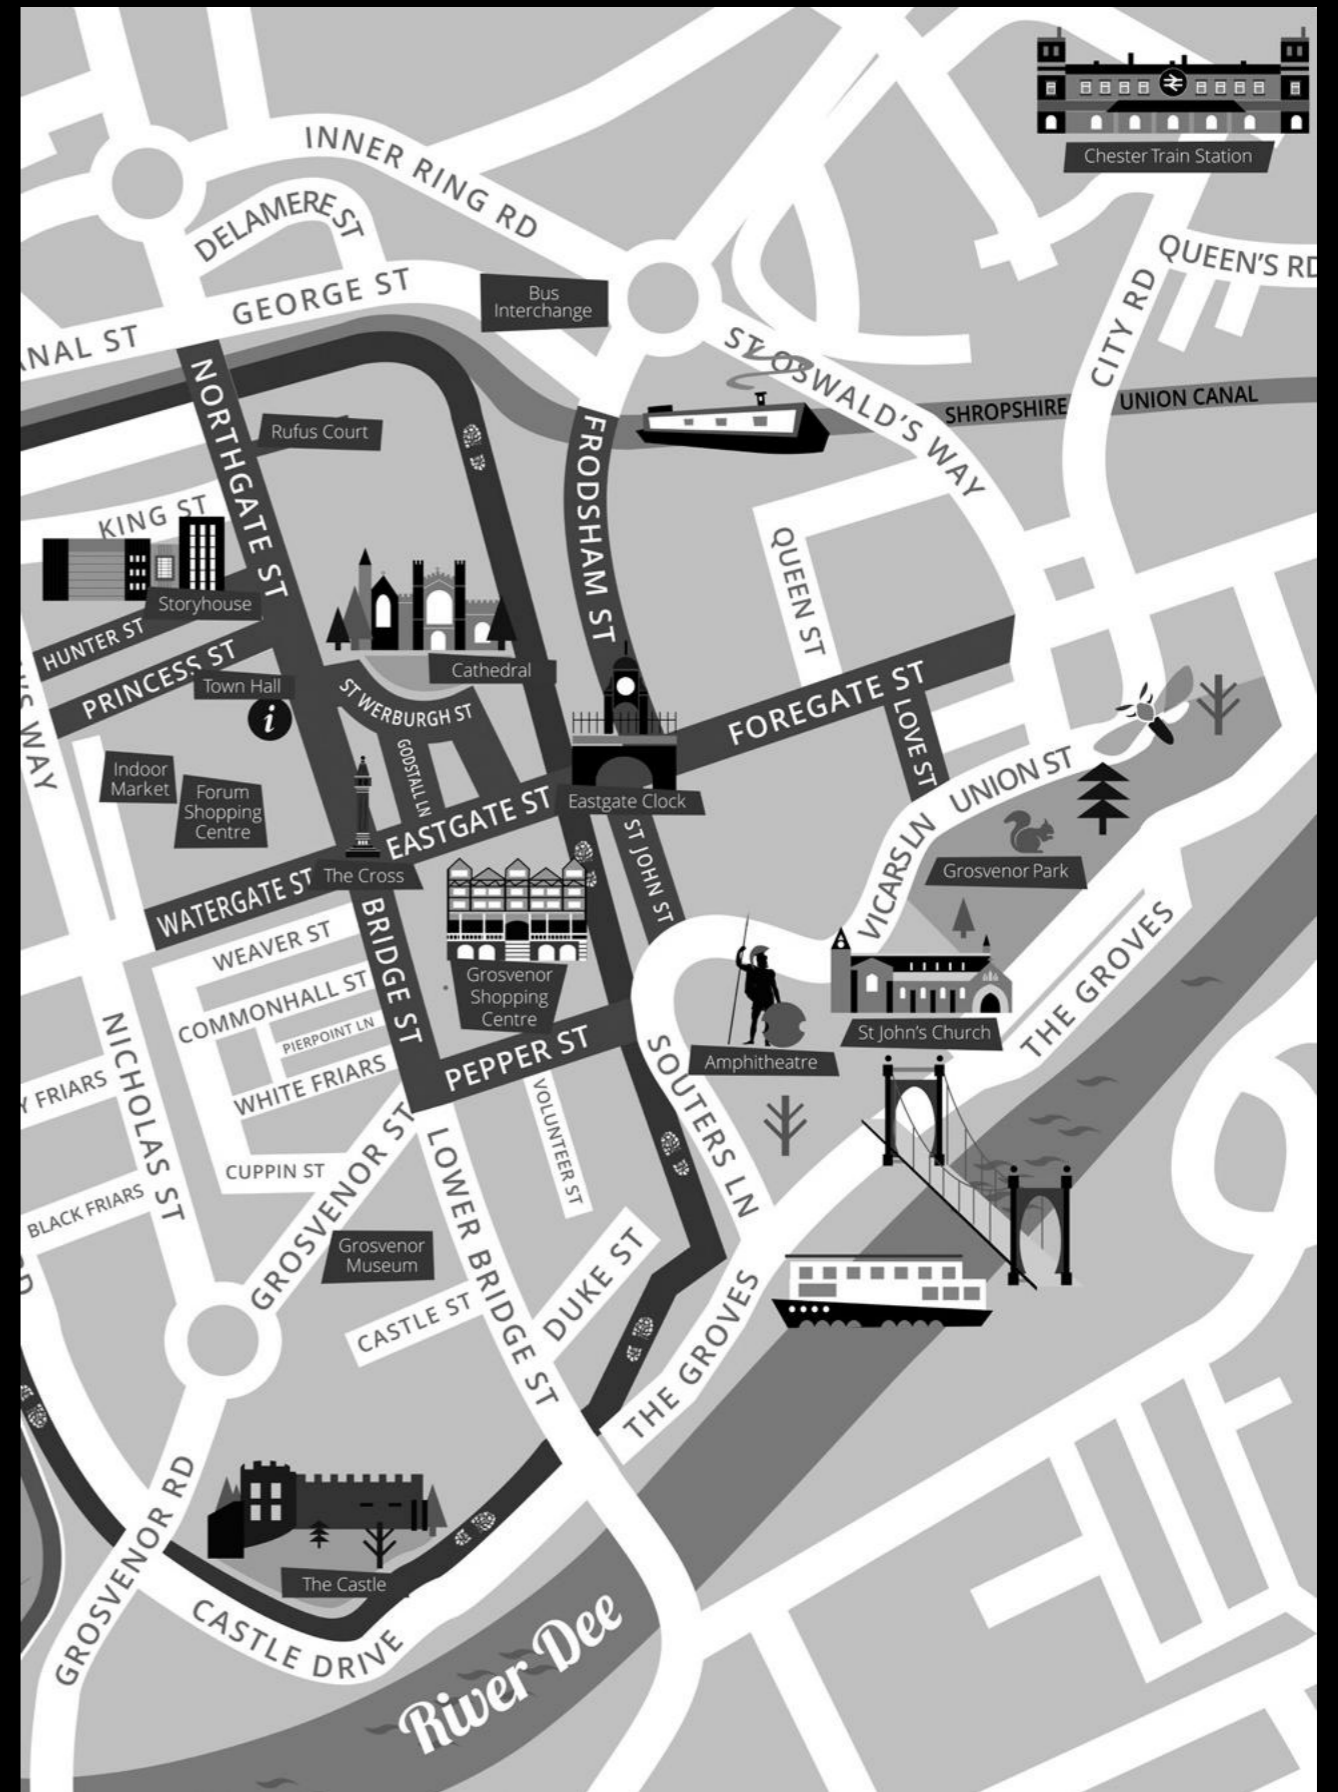 Chester Train Station
INNER RING RD
DELAMERE ST
QUEEN'S RD
GEORGE ST
Bus
Interchange
CITY RD
ST OSWALD'S WAY
NAL ST
SHROPSHIRE
UNION CANAL
NORTHGATE ST
Rufus Court
FRODSHAM ST
KING ST
QUEEN ST
Storyhouse
HUNTER ST
PRINCESS ST
Cathedral
Town Hall
i
ST WERBURGH ST
FOREGATE ST
LOVE ST
'S WAY
GODSTALL LN
Indoor
Market
Forum
Shopping
Centre
UNION ST
EASTGATE ST
Eastgate Clock
ST JOHN ST
VICARS LN
Grosvenor Park
The Cross
WATERGATE ST
BRIDGE ST
WEAVER ST
Grosvenor
Shopping
Centre
THE GROVES
COMMONHALL ST
PIERPOINT LN
WHITE FRIARS
PEPPER ST
St John's Church
Amphitheatre
SOUTERS LN
NICHOLAS ST
Y FRIARS
VOLUNTEER ST
CUPPIN ST
BLACK FRIARS
GROSVENOR ST
LOWER BRIDGE ST
Grosvenor
Museum
DUKE ST
CASTLE ST
THE GROVES
GROSVENOR RD
The Castle
CASTLE DRIVE
River Dee